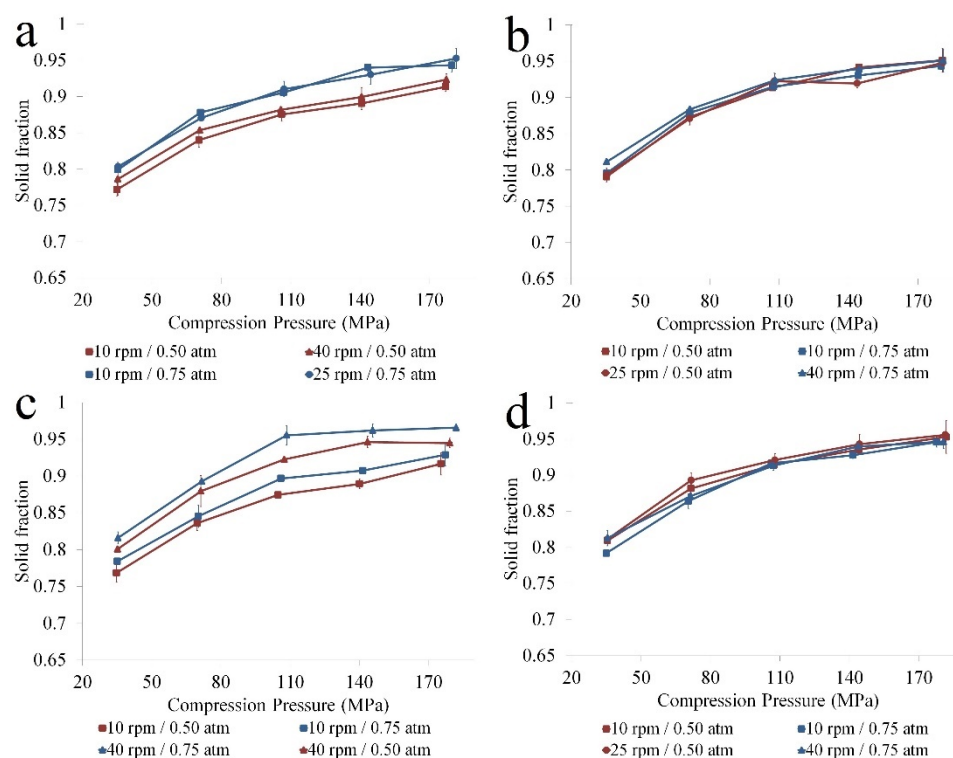 a
1
0.95
0.9
0.85
0.8
0.75
0.7
0.65
Solid fraction
20 50 80 110 140 170
Compression Pressure (MPa)
10 rpm / 0.50 atm 40 rpm / 0.50 atm
10 rpm / 0.75 atm 25 rpm / 0.75 atm
b
1
0.95
0.9
0.85
0.8
0.75
0.7
0.65
Solid fraction
20 50 80 110 140 170
Compression Pressure (MPa)
10 rpm / 0.50 atm 10 rpm / 0.75 atm
25 rpm / 0.50 atm 40 rpm / 0.75 atm
c
1
0.95
0.9
0.85
0.8
0.75
0.7
0.65
Solid fraction
20 50 80 110 140 170
Compression Pressure (MPa)
10 rpm / 0.50 atm 10 rpm / 0.75 atm
40 rpm / 0.75 atm 40 rpm / 0.50 atm
d
1
0.95
0.9
0.85
0.8
0.75
0.7
0.65
Solid fraction
20 50 80 110 140 170
Compression Pressure (MPa)
10 rpm / 0.50 atm 10 rpm / 0.75 atm
25 rpm / 0.50 atm 40 rpm / 0.75 atm